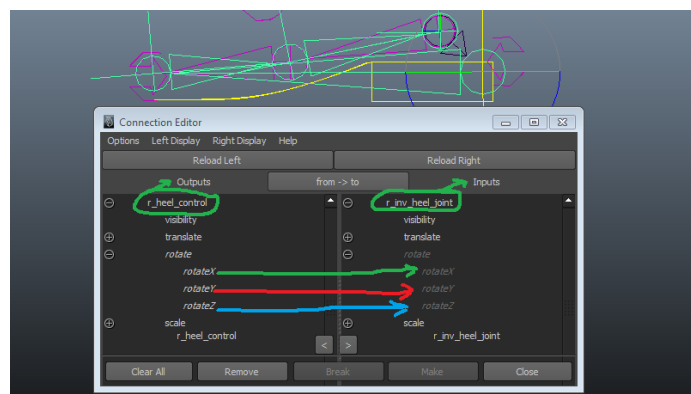 Connection Editor
Options Left Display Right Display Help
Reload Left Reload Right
Outputs from -> to Inputs
r_heel_control r_inv_heel_joint
visibility visibility
translate translate
rotate rotate
rotateX rotateX
rotateY rotateY
rotateZ rotateZ
scale scale
r_heel_control r_inv_heel_joint
< >
Clear All Remove Break Make Close